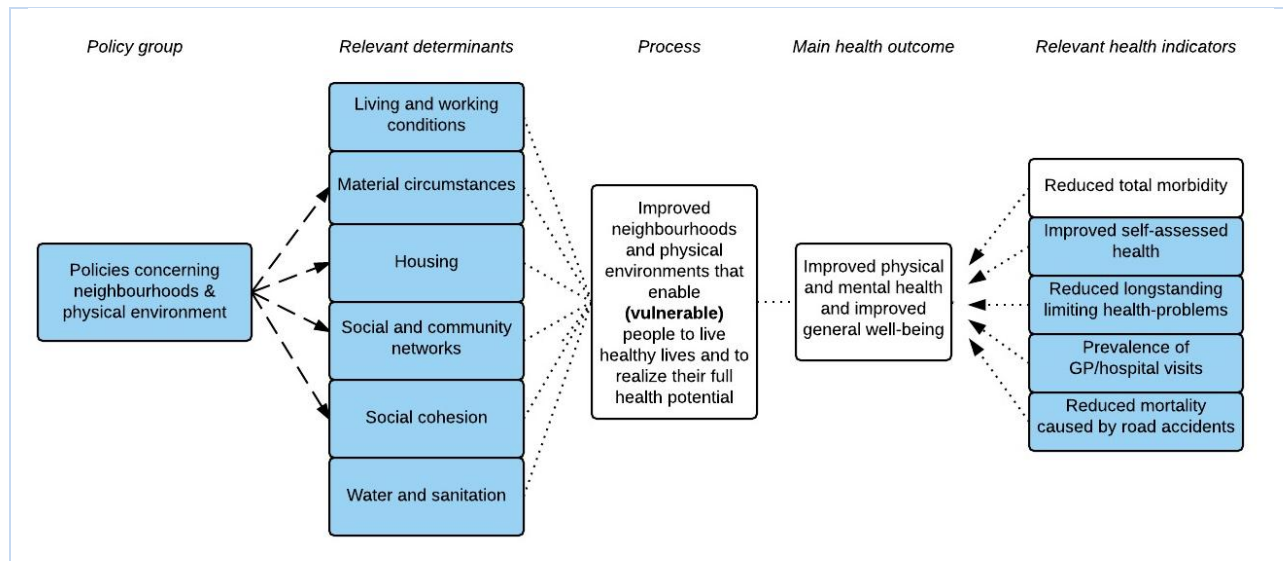 Policy group
Relevant determinants
Process
Main health outcome
Relevant health indicators
Policies concerning
neighbourhoods &
physical environment
Living and working
conditions
Material circumstances
Housing
Social and community
networks
Social cohesion
Water and sanitation
Improved
neighbourhoods
and physical
environments that
enable
(vulnerable)
people to live
healthy lives and to
realize their full
health potential
Improved physical
and mental health
and improved
general well-being
Reduced total morbidity
Improved self-assessed
health
Reduced longstanding
limiting health-problems
Prevalence of
GP/hospital visits
Reduced mortality
caused by road accidents